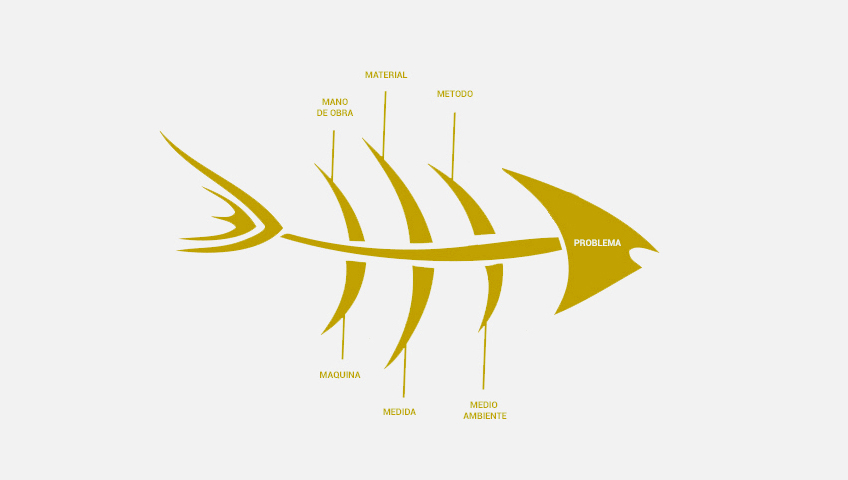 MATERIAL
METODO
MANO
DE OBRA
PROBLEMA
MAQUINA
MEDIDA
MEDIO
AMBIENTE